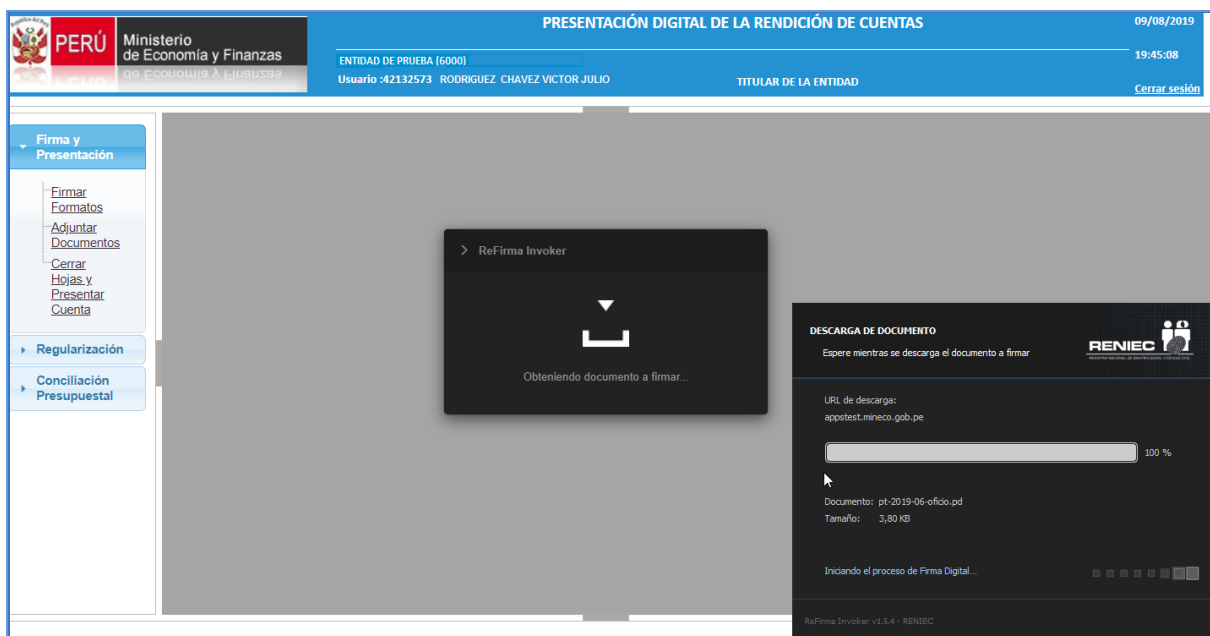 PERÚ
Ministerio
de Economía y Finanzas
PRESENTACIÓN DIGITAL DE LA RENDICIÓN DE CUENTAS
09/08/2019
19:45:08
ENTIDAD DE PRUEBA (6000)
Usuario :42132573 RODRIGUEZ CHAVEZ VICTOR JULIO
TITULAR DE LA ENTIDAD
Cerrar sesión
Firma y
Presentación
Firmar
Formatos
Adjuntar
Documentos
Cerrar
Hojas y
Presentar
Cuenta
Regularización
Conciliación
Presupuestal
ReFirma Invoker
Obteniendo documento a firmar...
DESCARGA DE DOCUMENTO
Espere mientras se descarga el documento a firmar
RENIEC
URL de descarga:
appstest.mineco.gob.pe
100 %
Documento: pt-2019-06-oficio.pd
Tamaño: 3,80 KB
Iniciando el proceso de Firma Digital...
ReFirma Invoker v1.5.4 - RENIEC